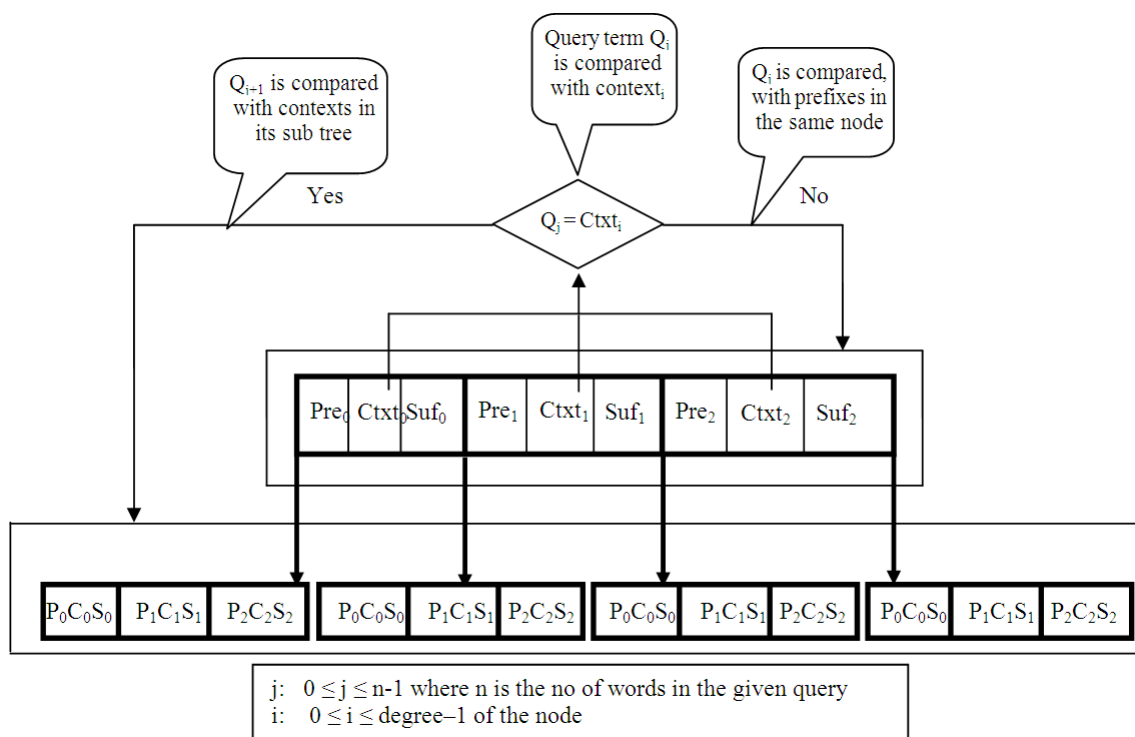 Query term Qᵢ
is compared
with contextᵢ
Qᵢ₊₁ is compared
with contexts in
its sub tree
Qᵢ is compared,
with prefixes in
the same node
Yes
No
Qⱼ = Ctxtᵢ
Pre₀ Ctxt₀ Suf₀ Pre₁ Ctxt₁ Suf₁ Pre₂ Ctxt₂ Suf₂
P₀C₀S₀ P₁C₁S₁ P₂C₂S₂ P₀C₀S₀ P₁C₁S₁ P₂C₂S₂ P₀C₀S₀ P₁C₁S₁ P₂C₂S₂ P₀C₀S₀ P₁C₁S₁ P₂C₂S₂
j: 0 ≤ j ≤ n-1 where n is the no of words in the given query
i: 0 ≤ i ≤ degree–1 of the node